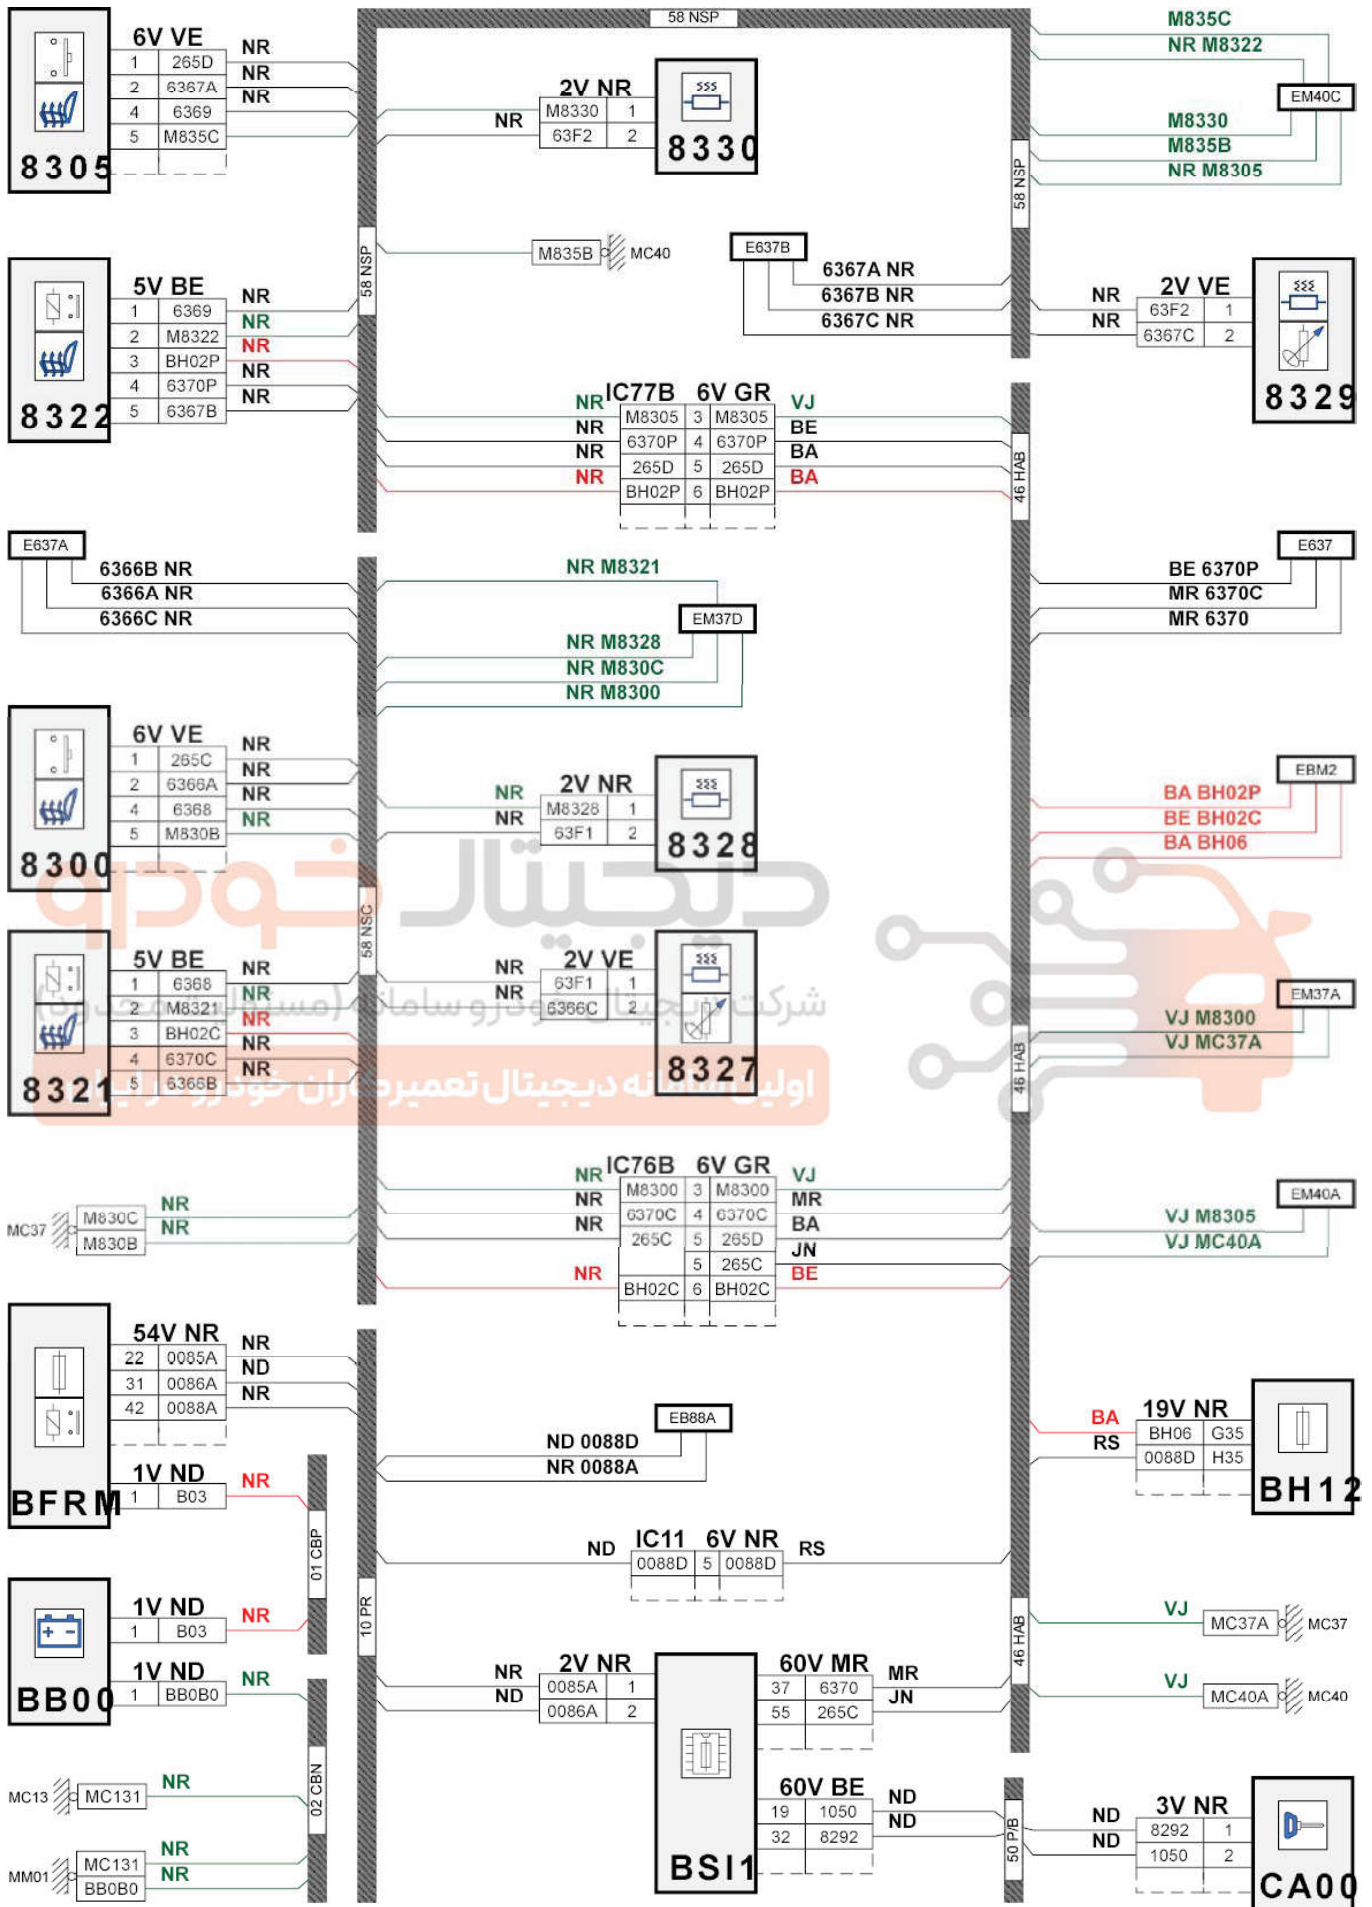 58 NSP
M835C
NR M8322
EM40C
M8330
M835B
NR M8305
58 NSP
8305
6V VE
1 265D NR
2 6367A NR
4 6369 NR
5 M835C
2V NR
NR
M8330 1
63F2 2
8330
58 NSP
M835B MC40
E637B
6367A NR
6367B NR
6367C NR
2V VE
NR 63F2 1
NR 6367C 2
8329
8322
5V BE
1 6369 NR
2 M8322 NR
3 BH02P NR
4 6370P NR
5 6367B NR
IC77B 6V GR
NR M8305 3 M8305 VJ
NR 6370P 4 6370P BE
NR 265D 5 265D BA
NR BH02P 6 BH02P BA
46 HAB
E637A
6366B NR
6366A NR
6366C NR
NR M8321
EM37D
NR M8328
NR M830C
NR M8300
E637
BE 6370P
MR 6370C
MR 6370
8300
6V VE
1 265C NR
2 6366A NR
4 6368 NR
5 M830B NR
2V NR
NR M8328 1
NR 63F1 2
8328
EBM2
BA BH02P
BE BH02C
BA BH06
دیجیتال خودرو
58 NSC
8321
5V BE
1 6368 NR
2 M8321 NR
3 BH02C NR
4 6370C NR
5 6366B NR
2V VE
NR 63F1 1
NR 6366C 2
8327
شرکت دیجیتال خودرو سامانه (مسئولیت محدود)
اولین سامانه دیجیتال تعمیرکاران خودرو در ایران
EM37A
VJ M8300
VJ MC37A
46 HAB
MC37
M830C NR
M830B NR
IC76B 6V GR
NR M8300 3 M8300 VJ
NR 6370C 4 6370C MR
NR 265C 5 265D BA
5 265C JN
NR BH02C 6 BH02C BE
EM40A
VJ M8305
VJ MC40A
BFRM
54V NR
22 0085A NR
31 0086A ND
42 0088A NR
1V ND
1 B03 NR
01 CBP
EB88A
ND 0088D
NR 0088A
19V NR
BA BH06 G35
RS 0088D H35
BH12
IC11 6V NR
ND 0088D 5 0088D RS
10 PR
BB00
1V ND
1 B03 NR
1V ND
1 BB0B0 NR
02 CBN
46 HAB
VJ MC37A MC37
VJ MC40A MC40
2V NR
NR 0085A 1
ND 0086A 2
BSI1
60V MR
37 6370 MR
55 265C JN
60V BE
19 1050 ND
32 8292 ND
50 P/B
3V NR
ND 8292 1
ND 1050 2
CA00
MC13 MC131 NR
MM01
MC131 NR
BB0B0 NR